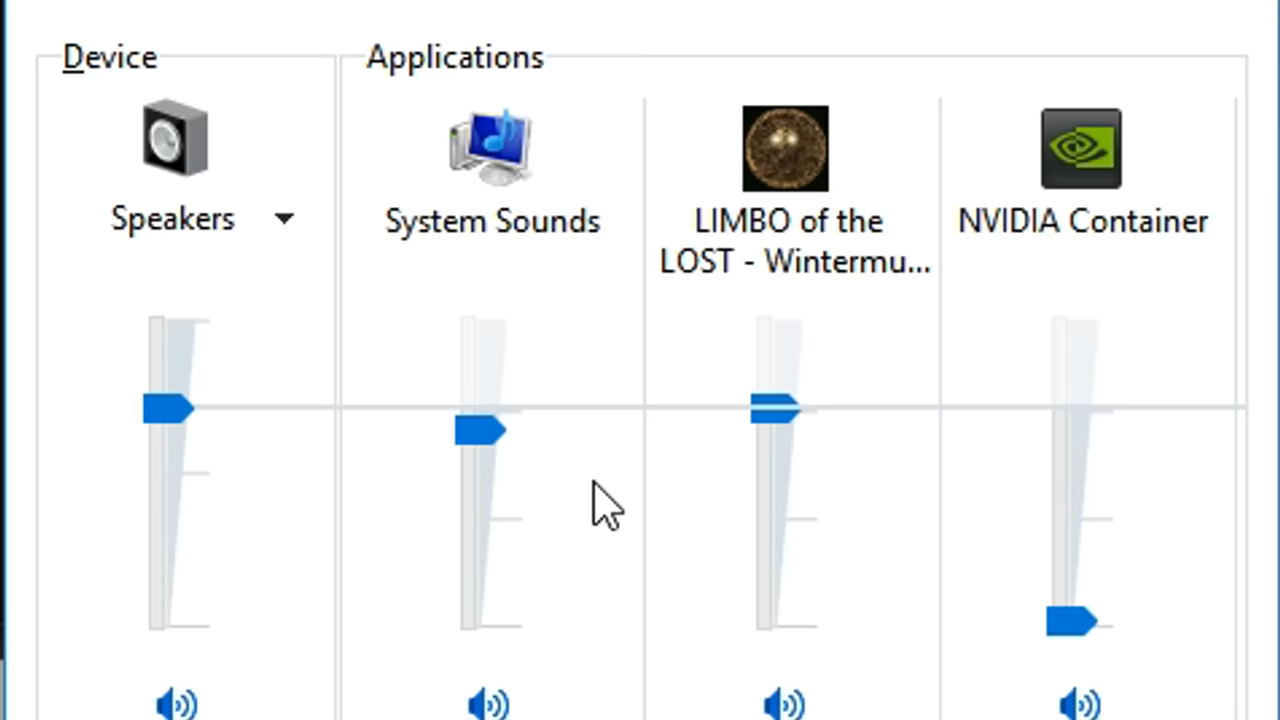 Device
Applications
Speakers
System Sounds
LIMBO of the
LOST - Wintermu...
NVIDIA Container